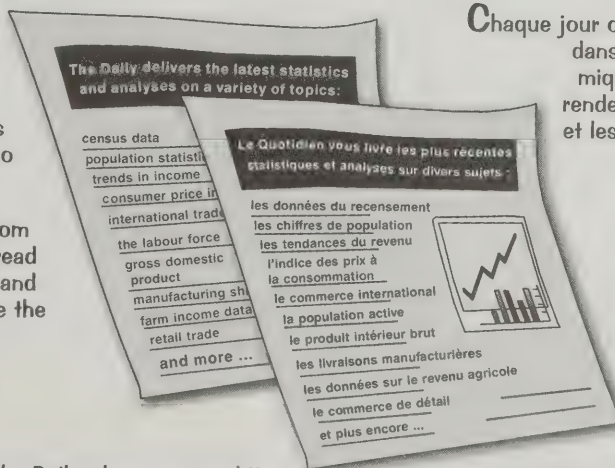 Chaque jour
dans
rende
et les
The Daily delivers the latest statistics
and analyses on a variety of topics:
census data
population
trends in income
consumer price
international
the labour force
gross domestic
product
manufacturing
farm income data
retail trade
and more ...
Le Quotidien vous livre les plus récentes
statistiques et analyses sur divers sujets :
les données du recensement
les chiffres de population
les tendances du revenu
l'indice des prix à
la consommation
le commerce international
la population active
le produit intérieur brut
les livraisons manufacturières
les données sur le revenu agricole
le commerce de détail
et plus encore ...
read
and
the